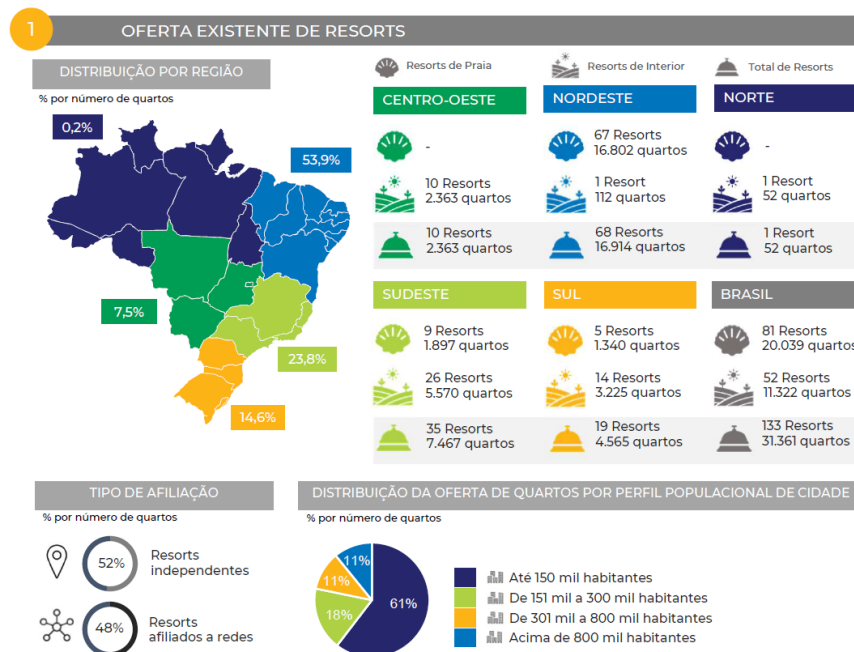 1
OFERTA EXISTENTE DE RESORTS
DISTRIBUIÇÃO POR REGIÃO
% por número de quartos
0,2%
53,9%
7,5%
23,8%
14,6%
Resorts de Praia
Resorts de Interior
Total de Resorts
CENTRO-OESTE
-
10 Resorts
2.363 quartos
10 Resorts
2.363 quartos
NORDESTE
67 Resorts
16.802 quartos
1 Resort
112 quartos
68 Resorts
16.914 quartos
NORTE
-
1 Resort
52 quartos
1 Resort
52 quartos
SUDESTE
9 Resorts
1.897 quartos
26 Resorts
5.570 quartos
35 Resorts
7.467 quartos
SUL
5 Resorts
1.340 quartos
14 Resorts
3.225 quartos
19 Resorts
4.565 quartos
BRASIL
81 Resorts
20.039 quartos
52 Resorts
11.322 quartos
133 Resorts
31.361 quartos
TIPO DE AFILIAÇÃO
% por número de quartos
52%
Resorts
independentes
48%
Resorts
afiliados a redes
DISTRIBUIÇÃO DA OFERTA DE QUARTOS POR PERFIL POPULACIONAL DE CIDADE
% por número de quartos
11%
11%
18%
61%
Até 150 mil habitantes
De 151 mil a 300 mil habitantes
De 301 mil a 800 mil habitantes
Acima de 800 mil habitantes